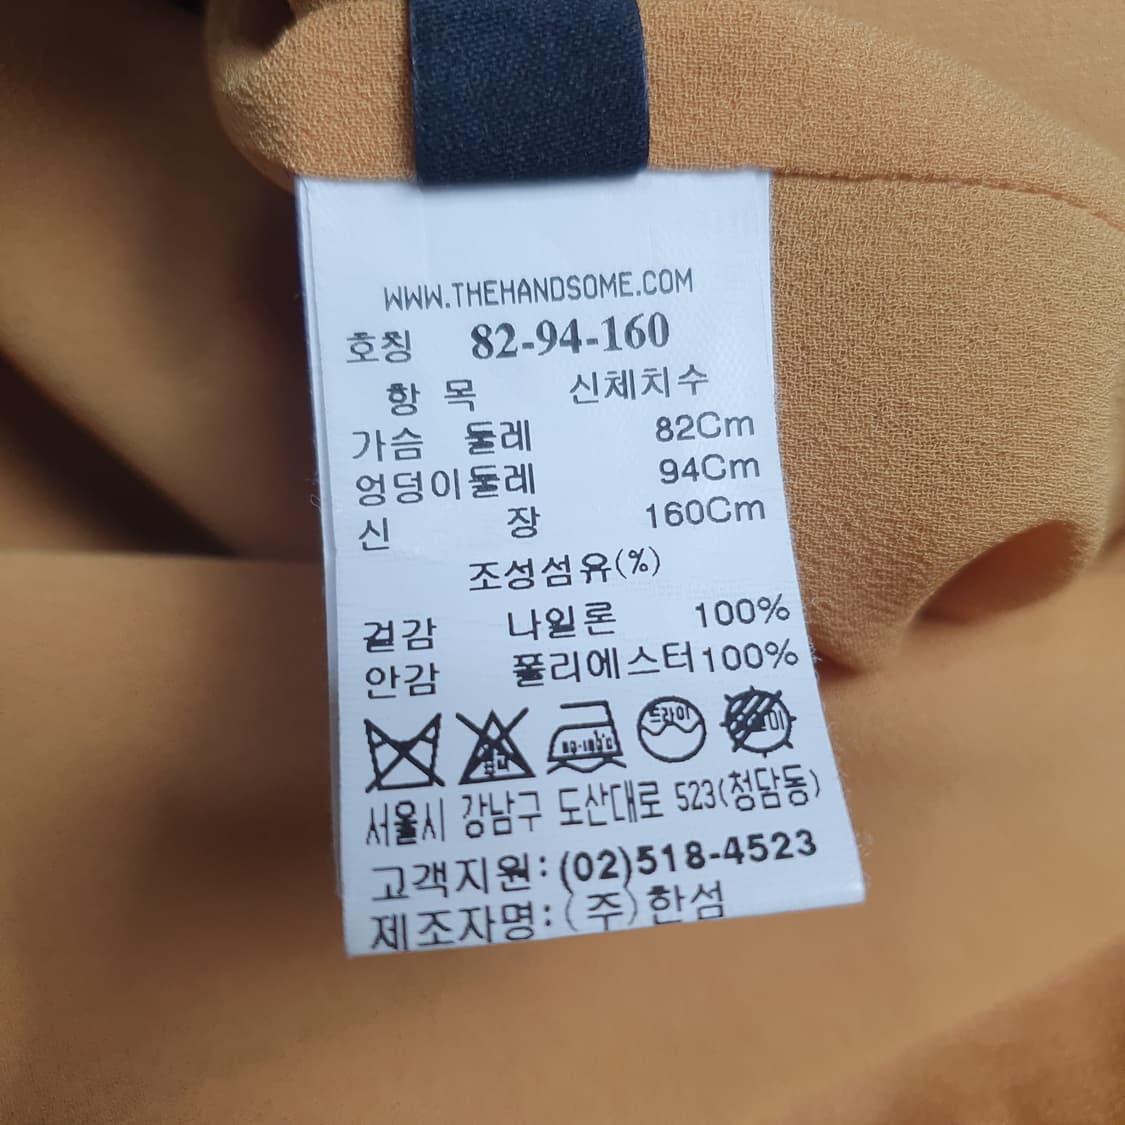 WWW.THEHANDSOME.COM
호칭 82-94-160
항 목 신체치수
가슴 둘레 82Cm
엉덩이둘레 94Cm
신 장 160Cm
조성섬유(%)
겉감 나일론 100%
안감 폴리에스터100%
드라이
서울시 강남구 도산대로 523(청담동)
고객지원:(02)518-4523
제조자명:(주)한섬